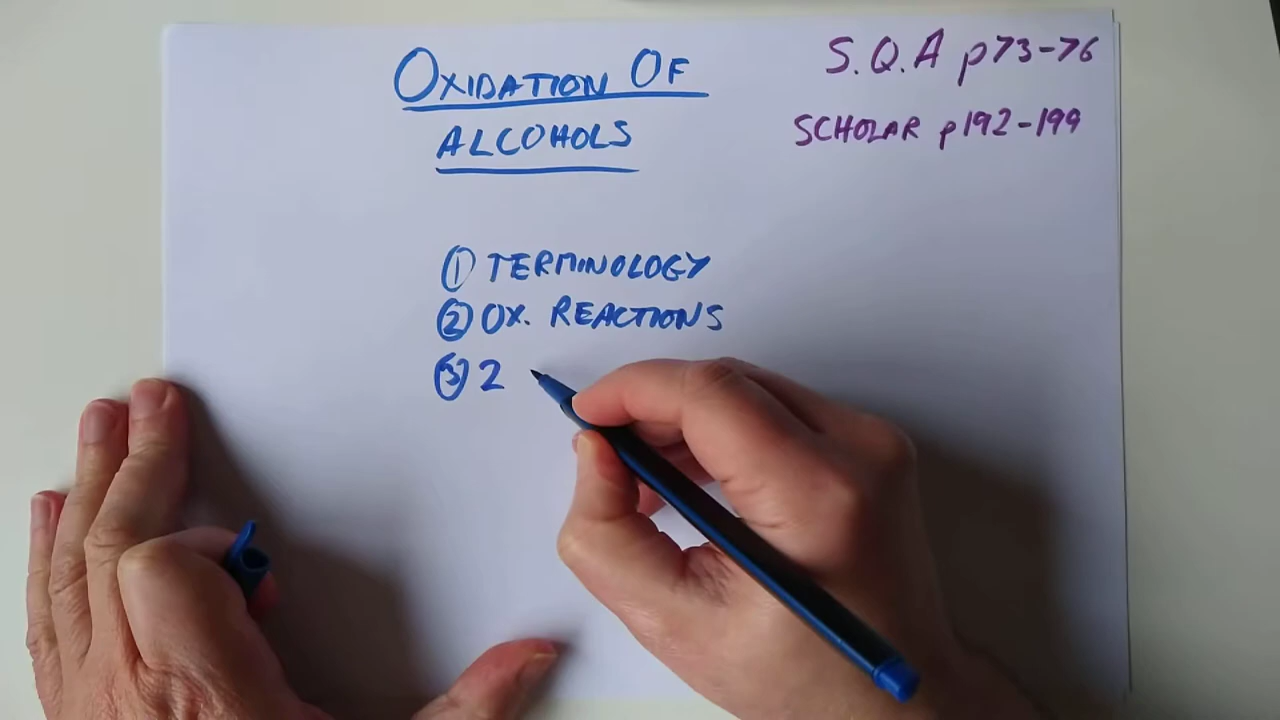 OXIDATION OF
ALCOHOLS
S.Q.A p73-76
SCHOLAR p192-199
① TERMINOLOGY
② OX. REACTIONS
③ 2